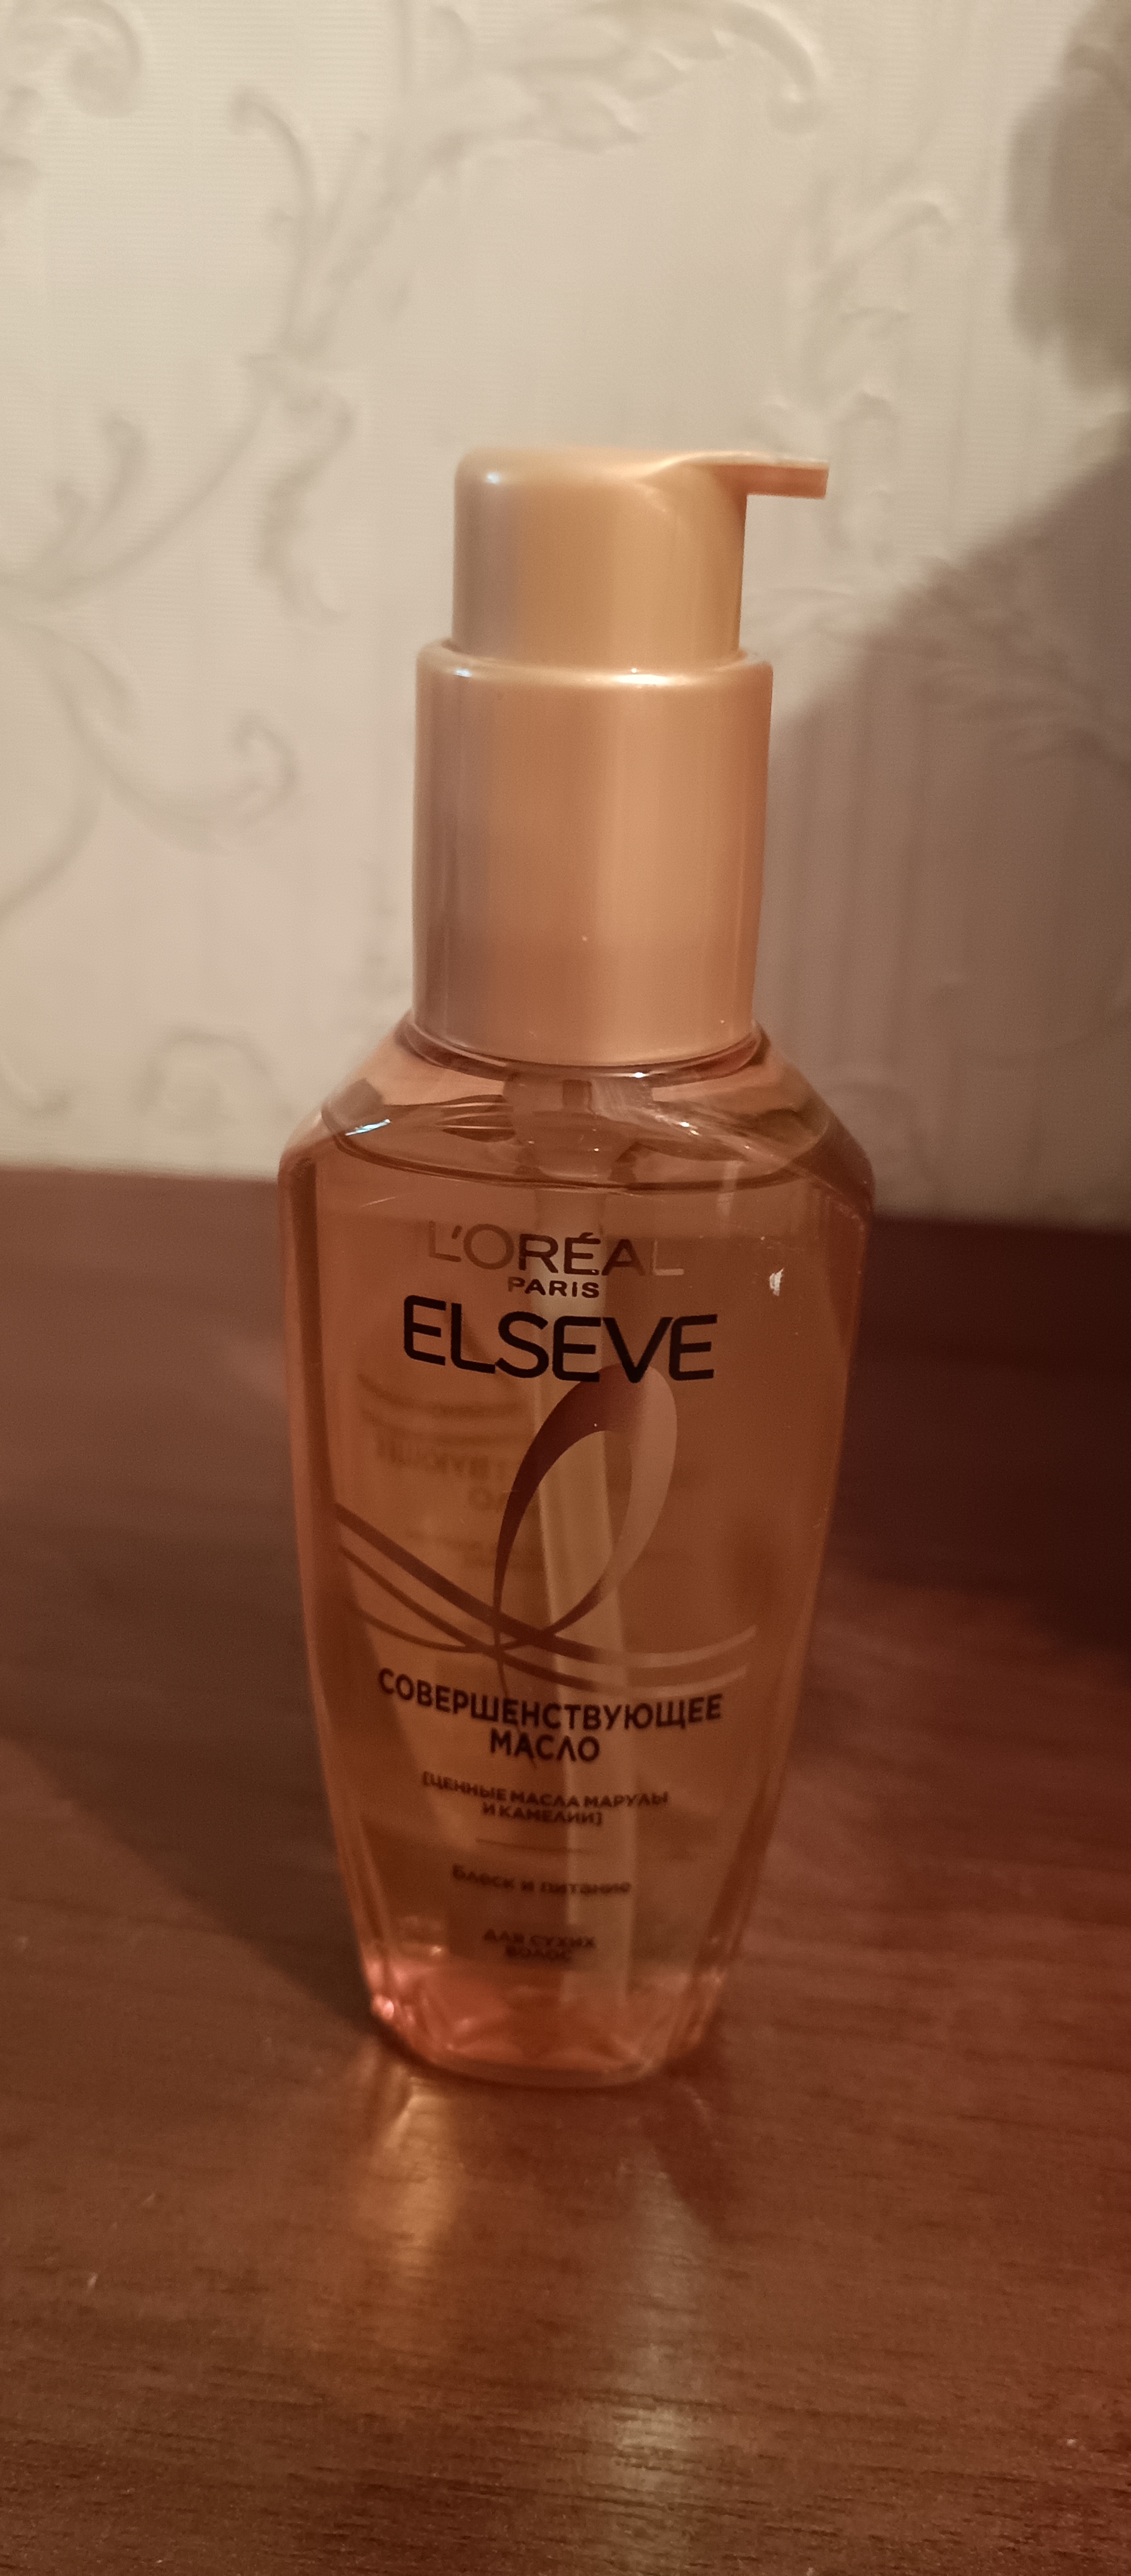 L'ORÉAL
PARIS
ELSEVE
СОВЕРШЕНСТВУЮЩЕЕ
МАСЛО
[ЦЕННЫЕ МАСЛА МАРУЛЫ
И КАМЕЛИИ]
Блеск и питание
ДЛЯ СУХИХ
ВОЛОС